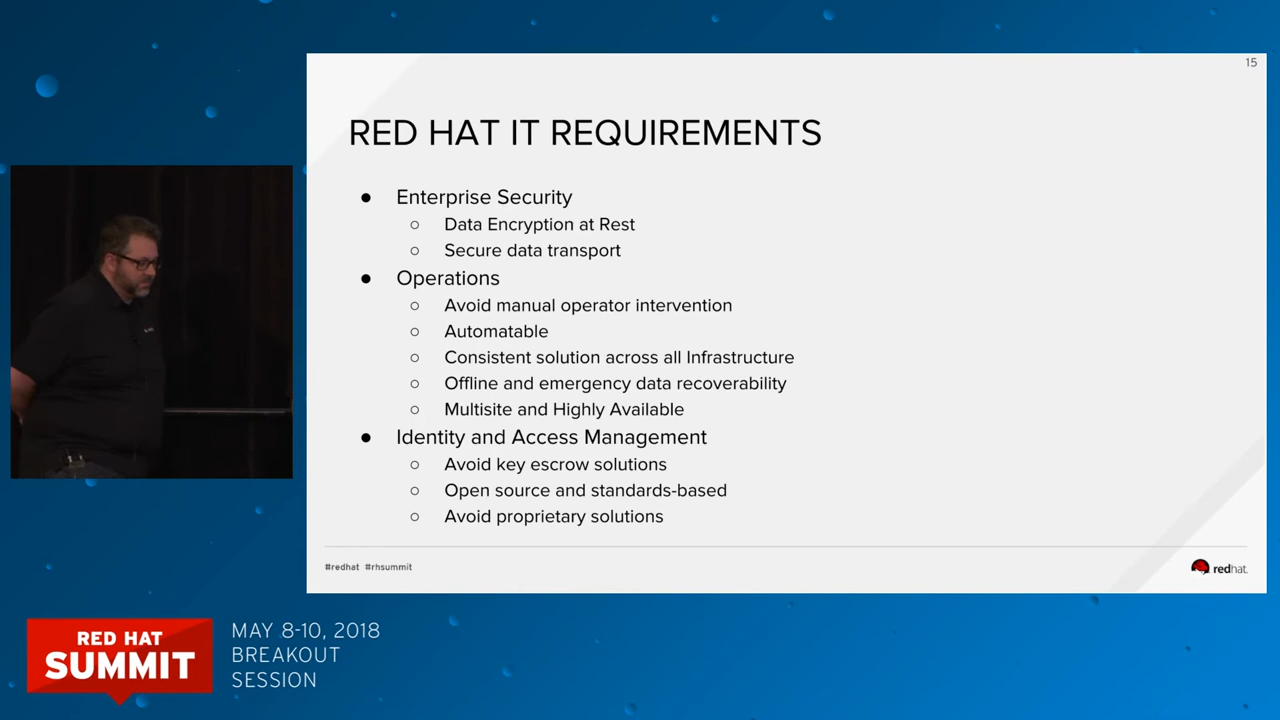 15
RED HAT IT REQUIREMENTS
● Enterprise Security
○ Data Encryption at Rest
○ Secure data transport
● Operations
○ Avoid manual operator intervention
○ Automatable
○ Consistent solution across all Infrastructure
○ Offline and emergency data recoverability
○ Multisite and Highly Available
● Identity and Access Management
○ Avoid key escrow solutions
○ Open source and standards-based
○ Avoid proprietary solutions
#redhat #rhsummit
redhat.
RED HAT
SUMMIT
MAY 8-10, 2018
BREAKOUT
SESSION